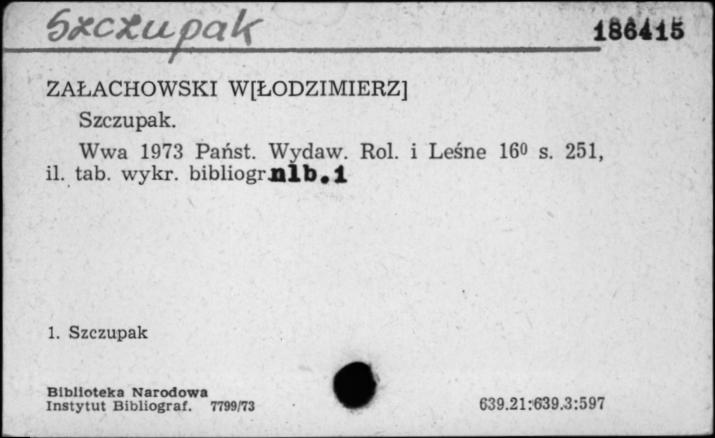 Szczupak
186415
ZAŁACHOWSKI W[ŁODZIMIERZ]
Szczupak.
Wwa 1973 Państ. Wydaw. Rol. i Leśne 16⁰ s. 251,
il. tab. wykr. bibliogr. nlb.1
1. Szczupak
Biblioteka Narodowa
Instytut Bibliograf. 7799/73
639.21:639.3:597